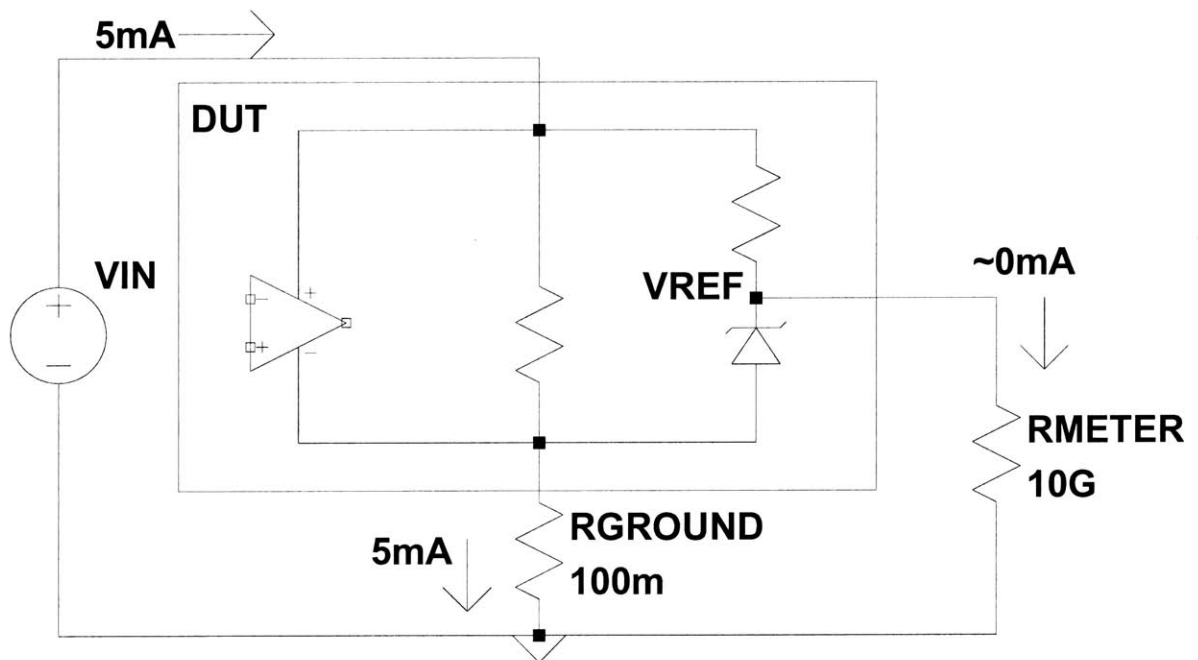 5mA
DUT
VIN
VREF
~0mA
RMETER
10G
RGROUND
100m
5mA